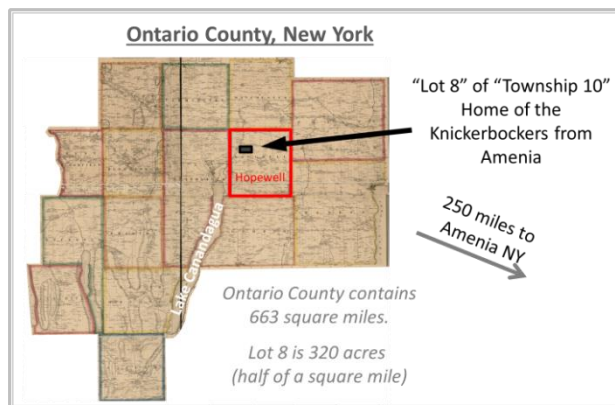 Ontario County, New York
“Lot 8” of “Township 10”
Home of the
Knickerbockers from
Amenia
Hopewell
250 miles to
Amenia NY
Lake Canandagua
Ontario County contains
663 square miles.
Lot 8 is 320 acres
(half of a square mile)